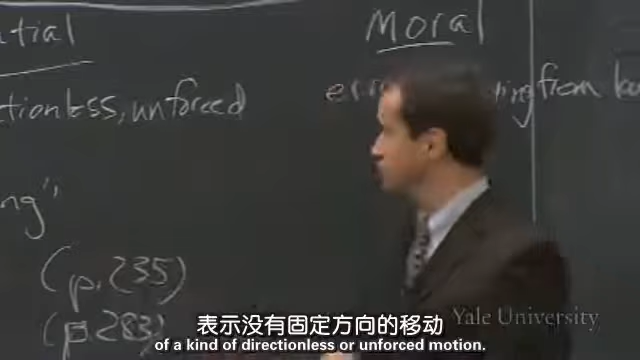 tial
Moral
ctionless, unforced
from
ng"
(p. 235)
(p. 283)
表示没有固定方向的移动
Yale University
of a kind of directionless or unforced motion.